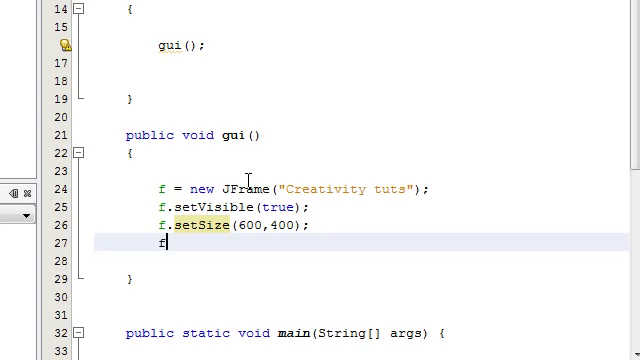 14 {
15
gui();
17
18
19 }
20
21 public void gui()
22 {
23
24 f = new JFrame("Creativity tuts");
25 f.setVisible(true);
26 f.setSize(600,400);
27 f
28
29 }
30
31
32 public static void main(String[] args) {
33